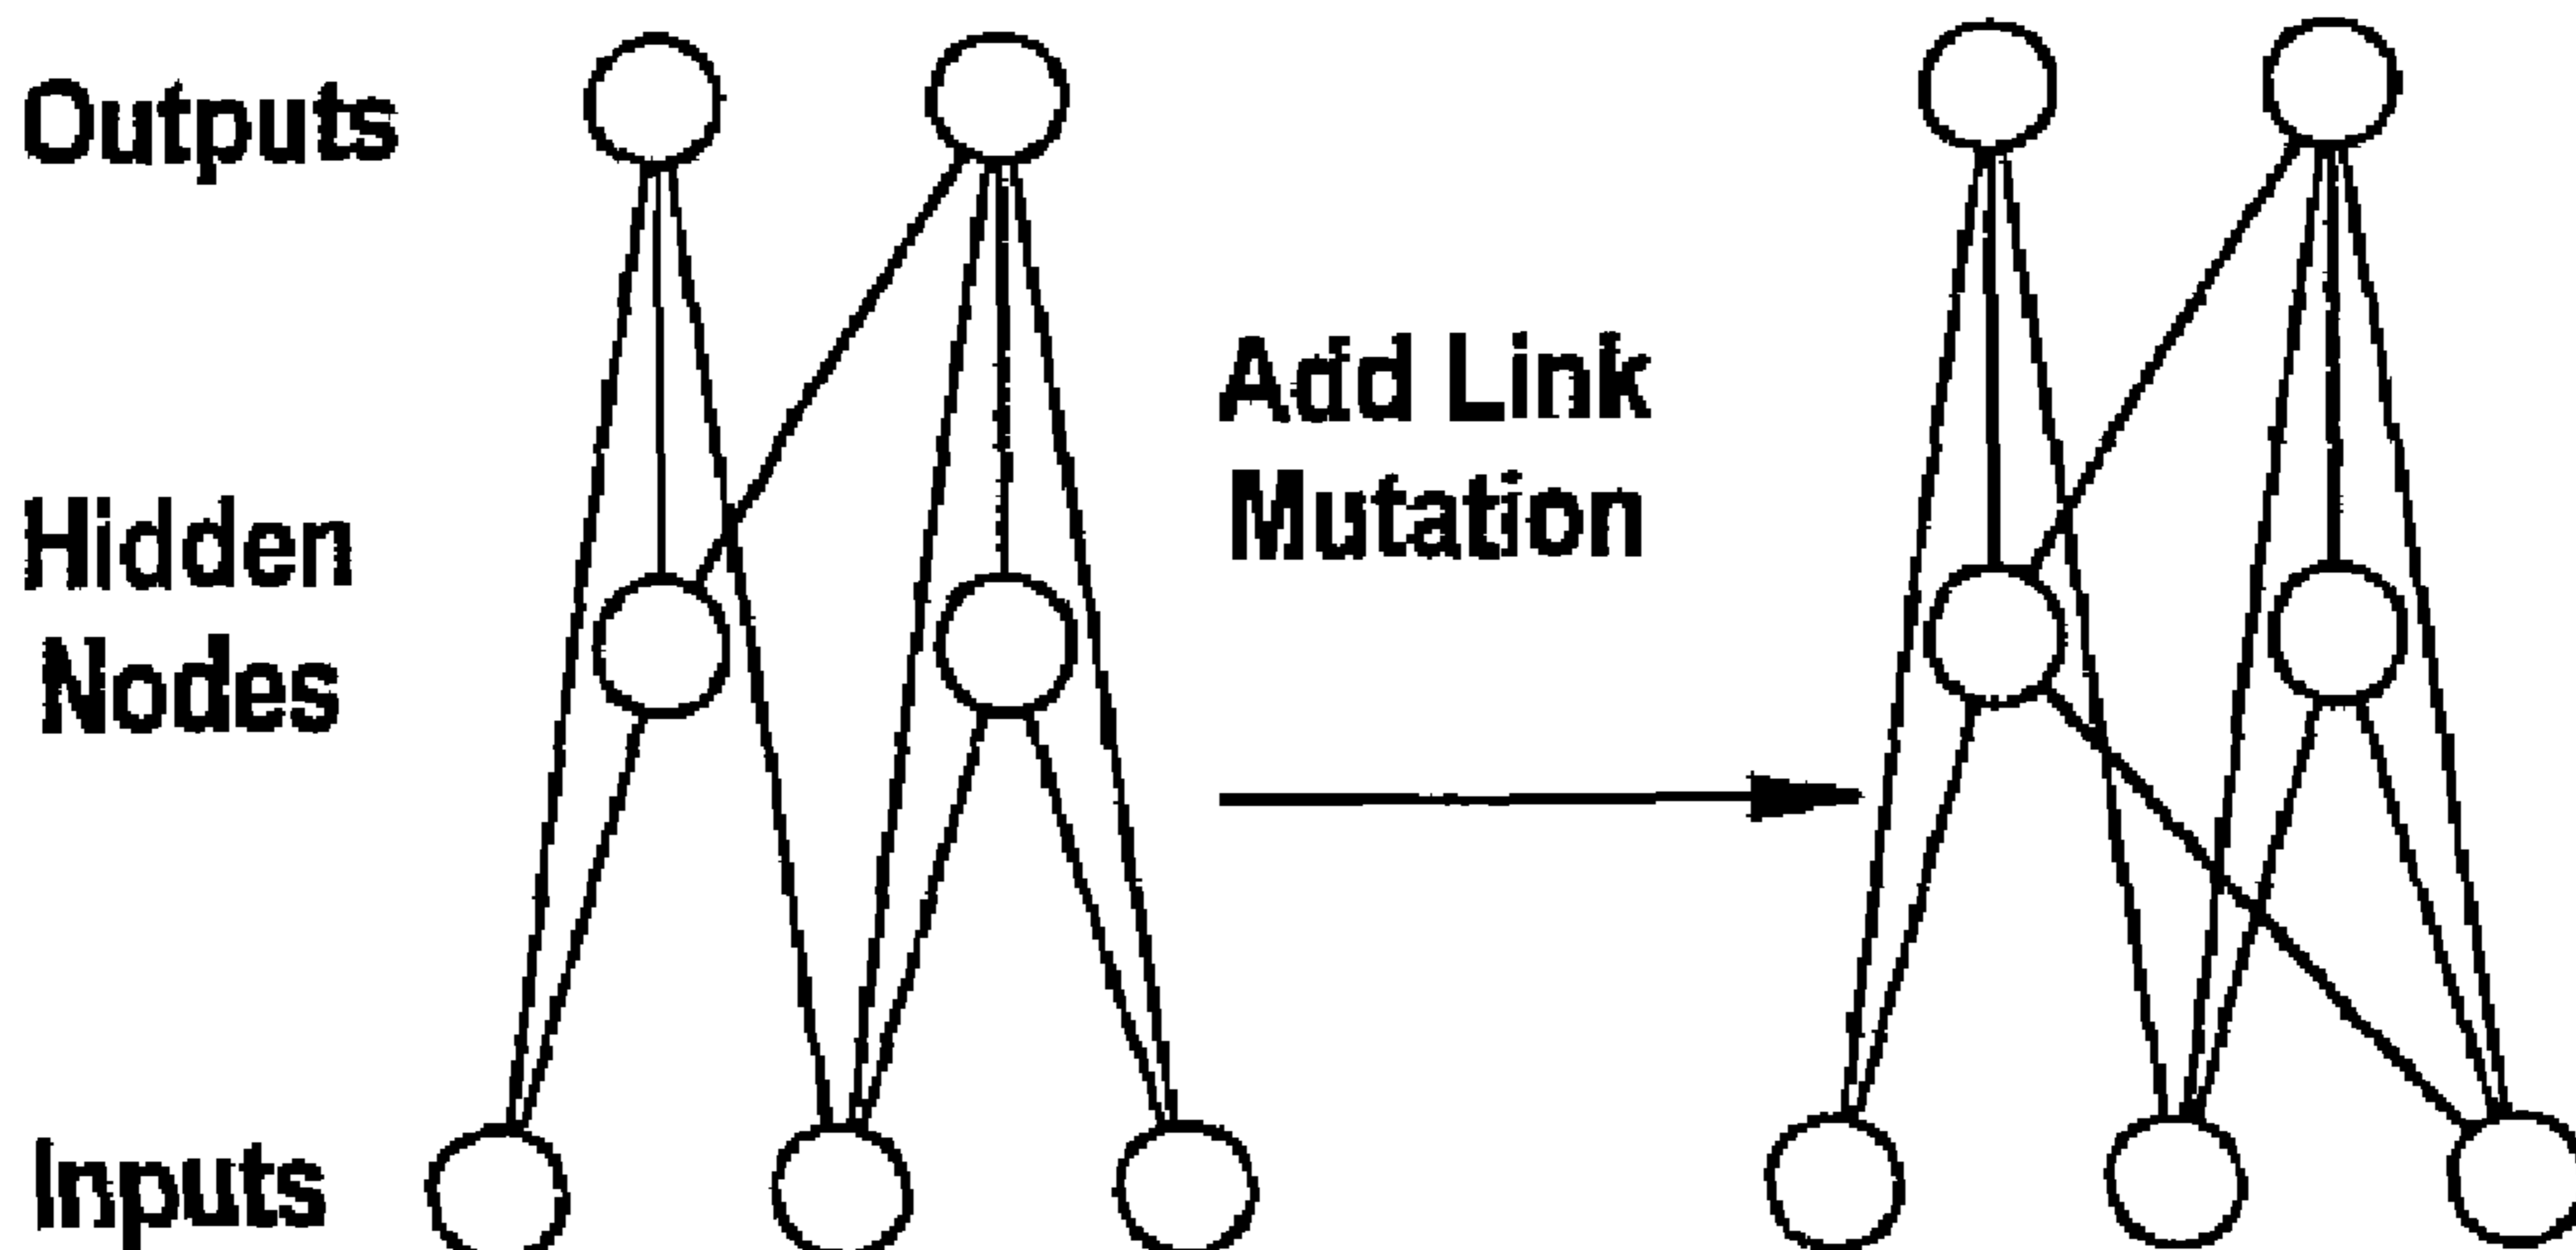 Outputs
Add Link
Mutation
Hidden
Nodes
Inputs